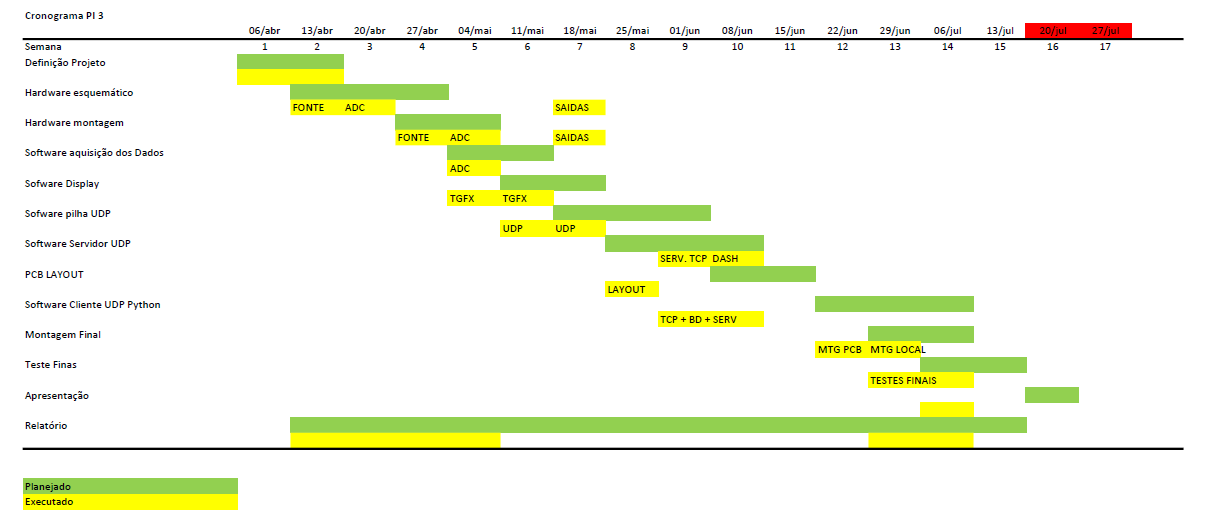 Cronograma PI 3
06/abr 13/abr 20/abr 27/abr 04/mai 11/mai 18/mai 25/mai 01/jun 08/jun 15/jun 22/jun 29/jun 06/jul 13/jul 20/jul 27/jul
Semana 1 2 3 4 5 6 7 8 9 10 11 12 13 14 15 16 17
Definição Projeto
Hardware esquemático
FONTE ADC SAIDAS
Hardware montagem
FONTE ADC SAIDAS
Software aquisição dos Dados
ADC
Sofware Display
TGFX TGFX
Sofware pilha UDP
UDP UDP
Software Servidor UDP
SERV. TCP DASH
PCB LAYOUT
LAYOUT
Software Cliente UDP Python
TCP + BD + SERV
Montagem Final
MTG PCB MTG LOCAL
Teste Finas
TESTES FINAIS
Apresentação
Relatório
Planejado
Executado